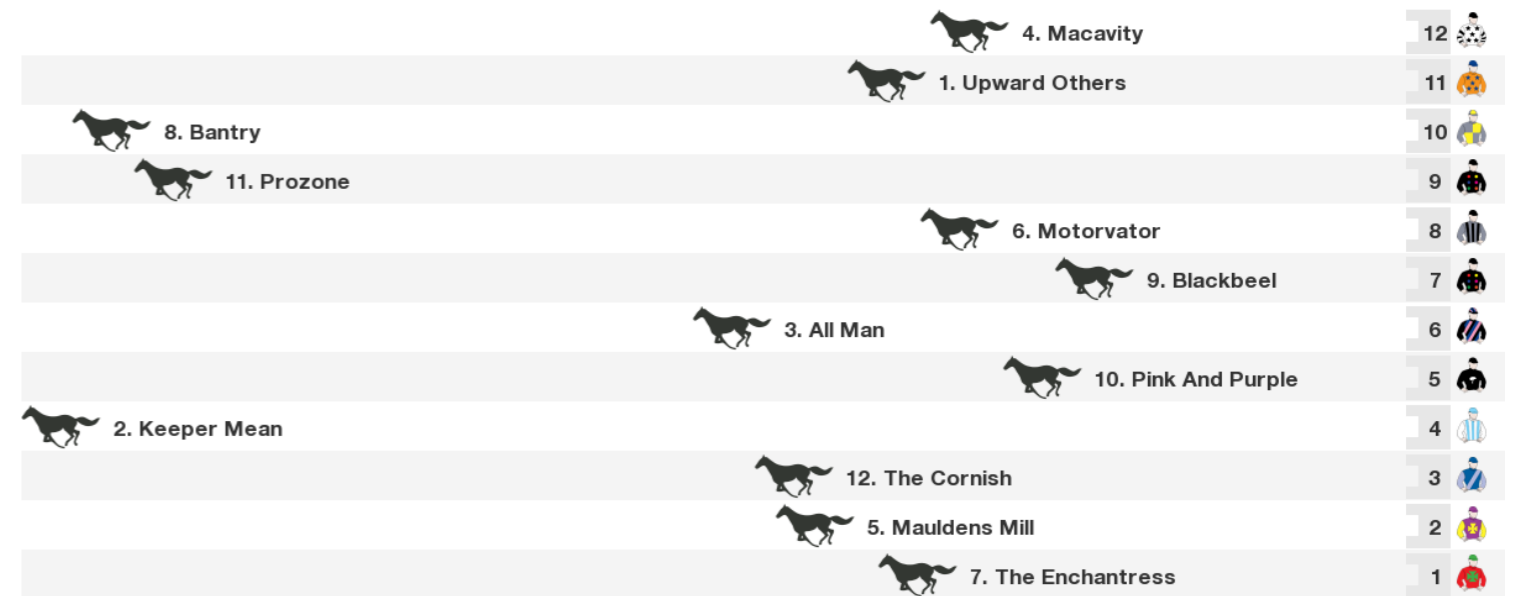 4. Macavity 12
1. Upward Others 11
8. Bantry 10
11. Prozone 9
6. Motorvator 8
9. Blackbeel 7
3. All Man 6
10. Pink And Purple 5
2. Keeper Mean 4
12. The Cornish 3
5. Mauldens Mill 2
7. The Enchantress 1